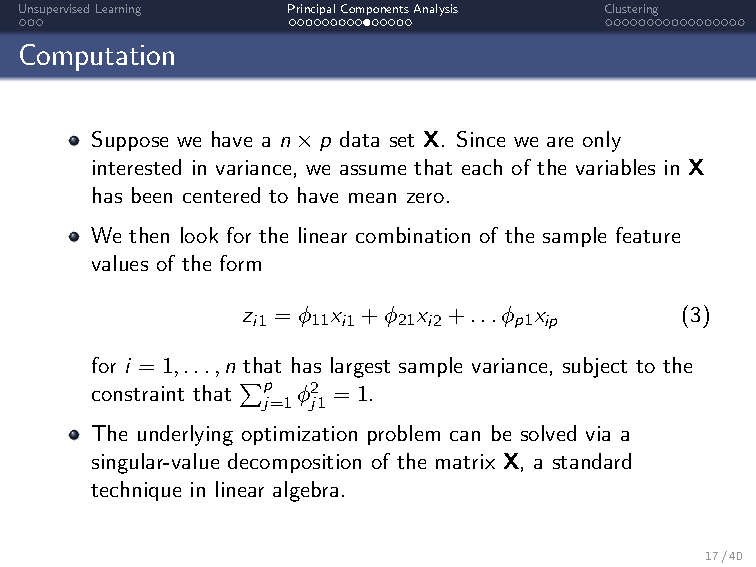 Unsupervised Learning Principal Components Analysis Clustering
Computation
Suppose we have a n × p data set X. Since we are only
interested in variance, we assume that each of the variables in X
has been centered to have mean zero.
We then look for the linear combination of the sample feature
values of the form
z_{i1} = ϕ_{11}x_{i1} + ϕ_{21}x_{i2} + . . . ϕ_{p1}x_{ip} (3)
for i = 1, . . . , n that has largest sample variance, subject to the
constraint that ∑_{j=1}^{p} ϕ_{j1}^{2} = 1.
The underlying optimization problem can be solved via a
singular-value decomposition of the matrix X, a standard
technique in linear algebra.
17 / 40